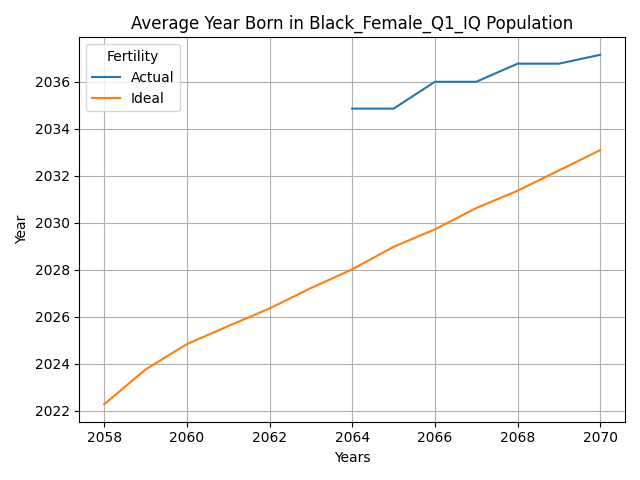 Average Year Born in Black_Female_Q1_IQ Population
Fertility
Actual
Ideal
2036
2034
2032
2030
2028
2026
2024
2022
Year
2058 2060 2062 2064 2066 2068 2070
Years